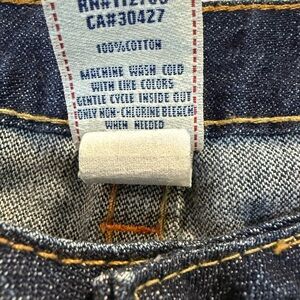 CA#30427
100%COTTON
MACHINE WASH COLD
WITH LIKE COLORS
GENTLE CYCLE INSIDE OUT
ONLY NON-CHLORINE BLEACH
WHEN NEEDED